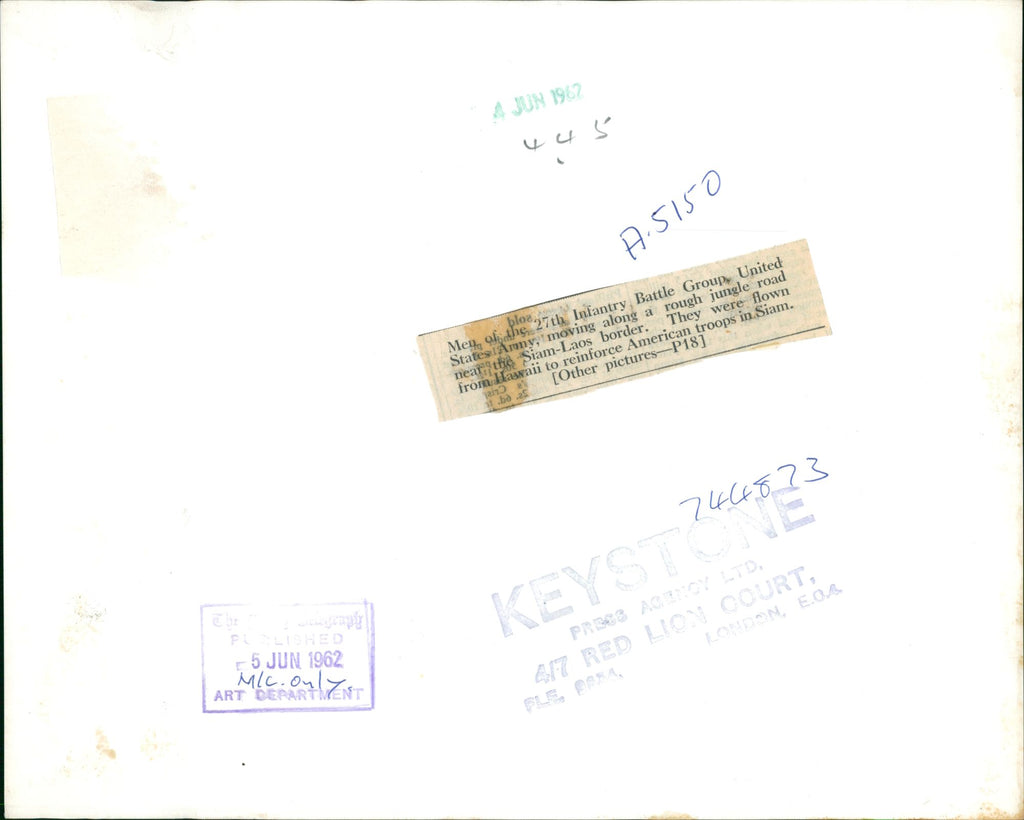 4 JUN 1962
445
A.5150
Men of the 27th Infantry Battle Group, United
States Army, moving along a rough jungle road
near the Siam-Laos border. They were flown
from Hawaii to reinforce American troops in Siam.
[Other pictures—P18]
744873
KEYSTONE
PRESS AGENCY LTD.
4/7 RED LION COURT,
LONDON, E.C.4.
FLE.
The Telegraph
PUBLISHED
5 JUN 1962
M/C. only.
ART DEPARTMENT